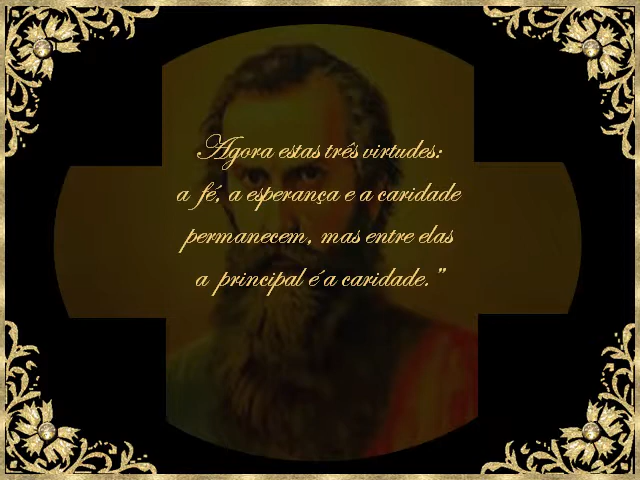 Agora estas três virtudes:
a fé, a esperança e a caridade
permanecem, mas entre elas
a principal é a caridade.”